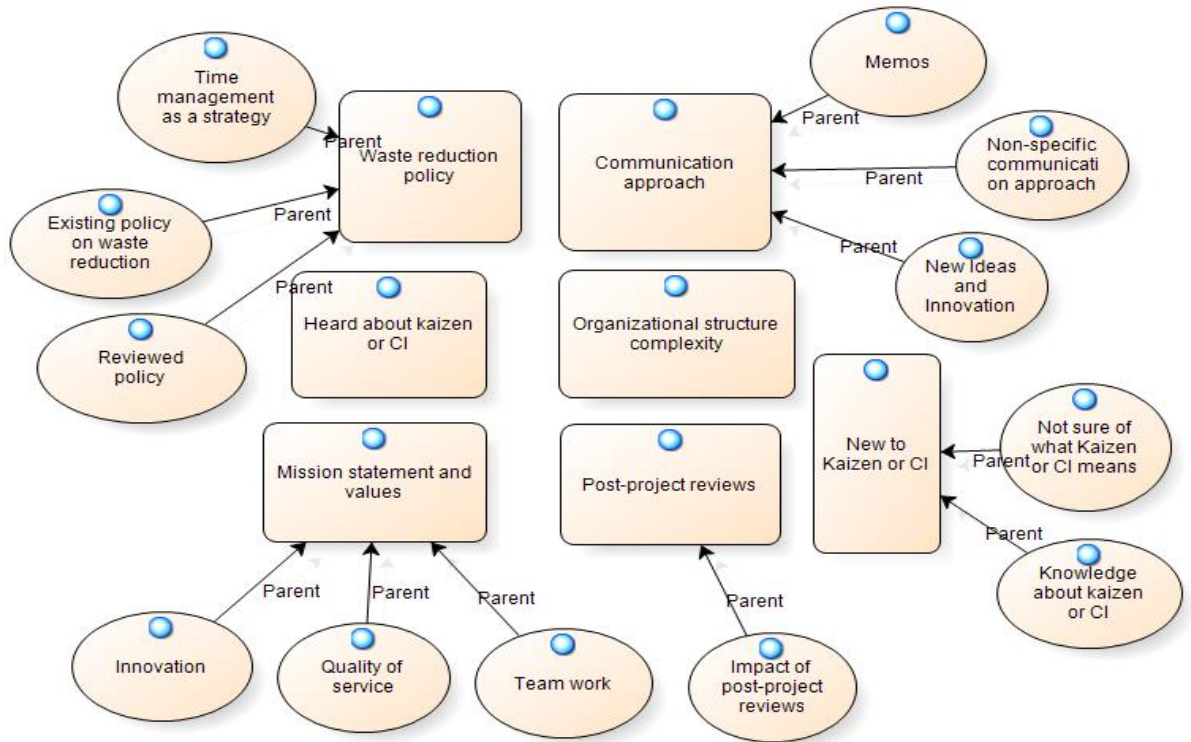 Time
management
as a strategy
Parent
Waste reduction
policy
Existing policy
on waste
reduction
Parent
Reviewed
policy
Parent
Memos
Parent
Communication
approach
Non-specific
communicati
on approach
Parent
New Ideas
and
Innovation
Parent
Heard about kaizen
or CI
Organizational structure
complexity
New to
Kaizen or CI
Not sure of
what Kaizen
or CI means
Parent
Knowledge
about kaizen
or CI
Parent
Mission statement and
values
Post-project reviews
Parent
Parent
Parent
Parent
Innovation
Quality of
service
Team work
Impact of
post-project
reviews